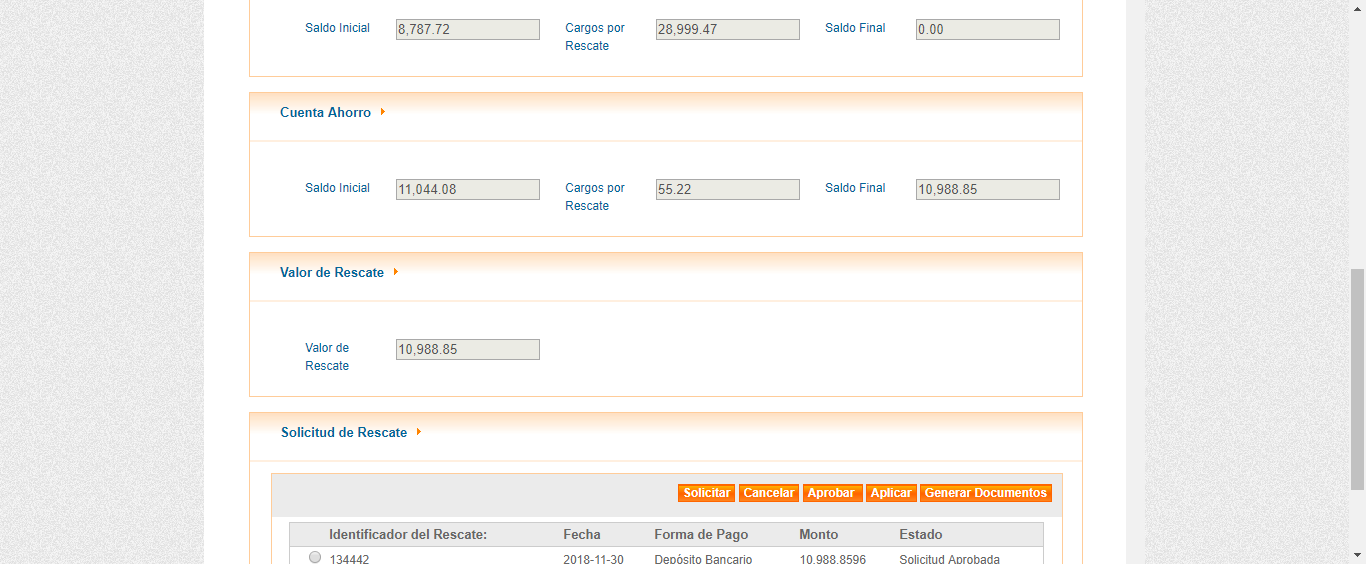 Saldo Inicial 8,787.72 Cargos por Rescate 28,999.47 Saldo Final 0.00
Cuenta Ahorro
Saldo Inicial 11,044.08 Cargos por Rescate 55.22 Saldo Final 10,988.85
Valor de Rescate
Valor de Rescate 10,988.85
Solicitud de Rescate
Solicitar Cancelar Aprobar Aplicar Generar Documentos
Identificador del Rescate: Fecha Forma de Pago Monto Estado
134442 2018-11-30 Depósito Bancario 10,988.8596 Solicitud Aprobada